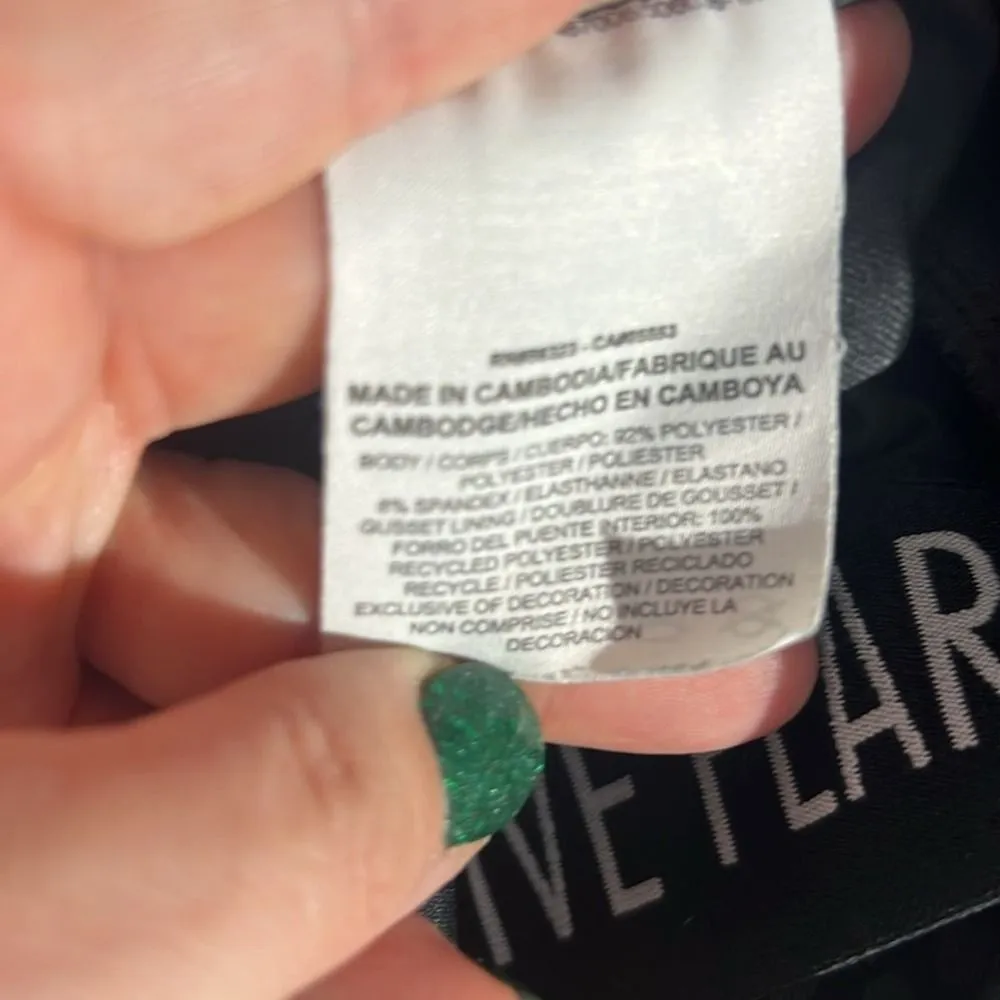 MADE IN CAMBODIA/FABRIQUE AU
CAMBODGE/HECHO EN CAMBOYA
BODY / CORPS / CUERPO: 92% POLYESTER /
POLYESTER / POLIESTER
8% SPANDEX / ELASTHANNE / ELASTANO
GUSSET LINING / DOUBLURE DE GOUSSET /
FORRO DEL PUENTE INTERIOR: 100%
RECYCLED POLYESTER / POLYESTER
RECYCLE / POLIESTER RECICLADO
EXCLUSIVE OF DECORATION / DECORATION
NON COMPRISE / NO INCLUYE LA
DECORACION